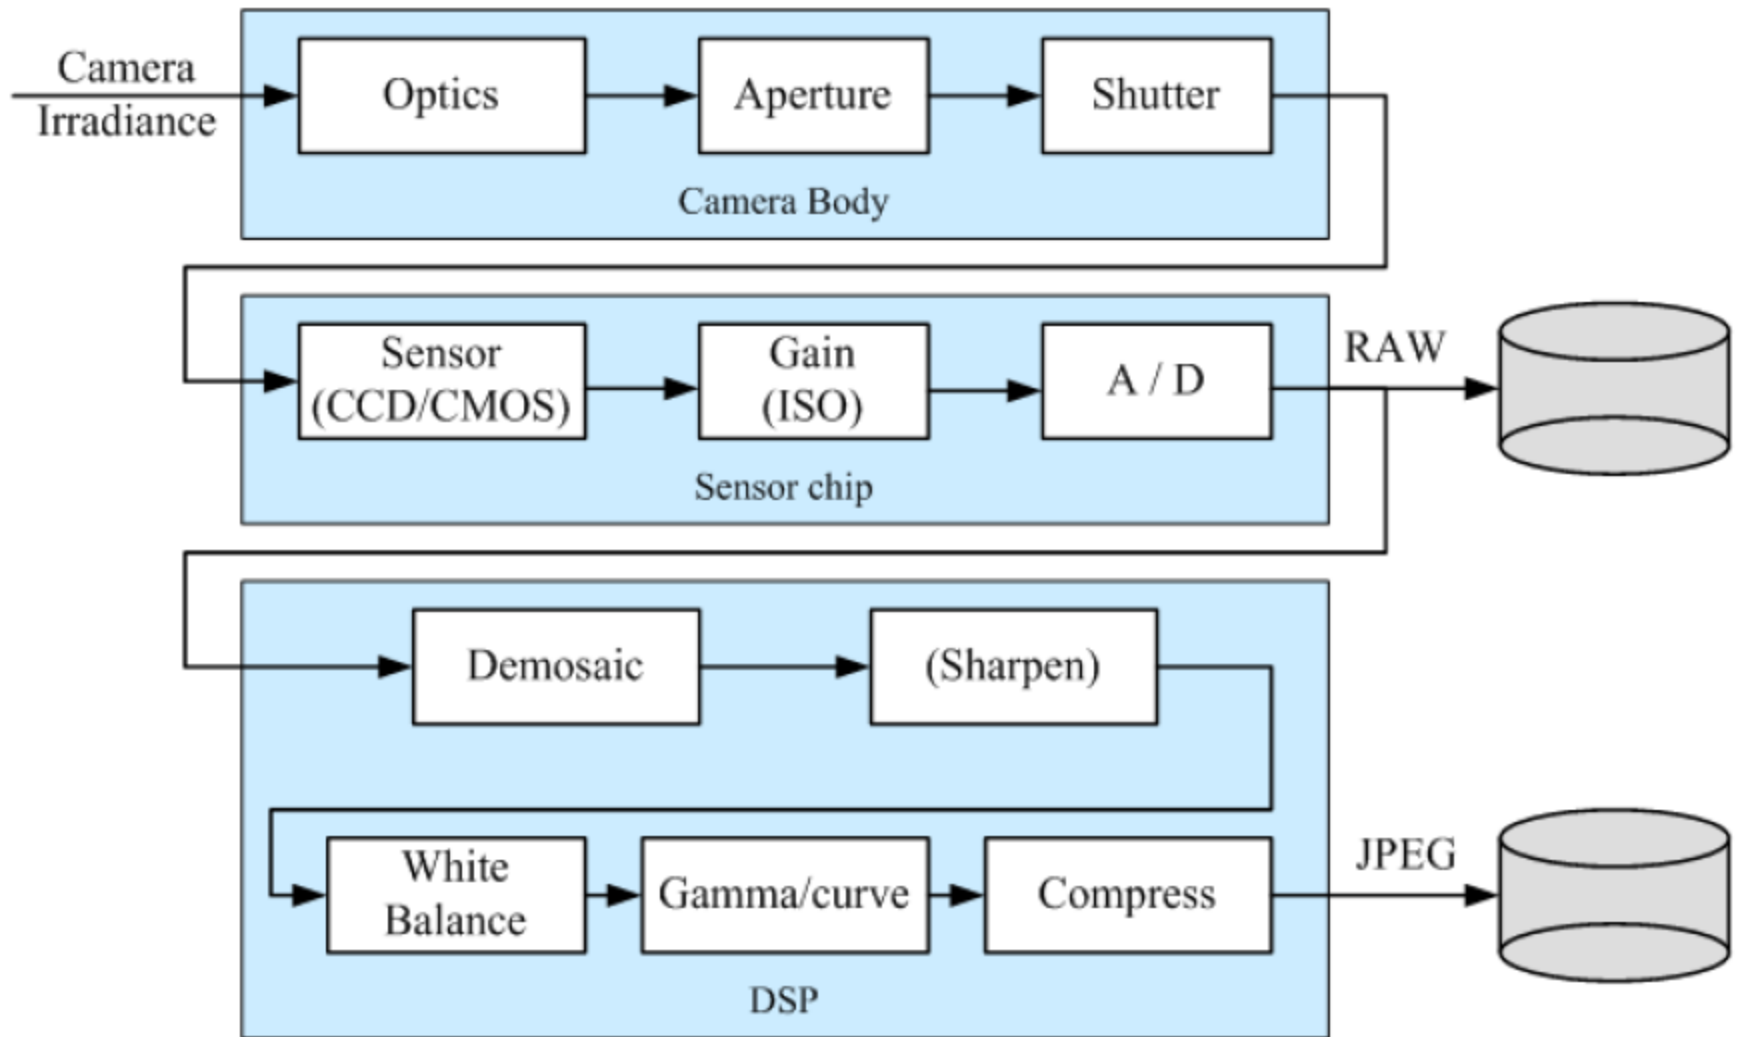 Camera
Irradiance
Optics
Aperture
Shutter
Camera Body
Sensor
(CCD/CMOS)
Gain
(ISO)
A / D
RAW
Sensor chip
Demosaic
(Sharpen)
White
Balance
Gamma/curve
Compress
JPEG
DSP